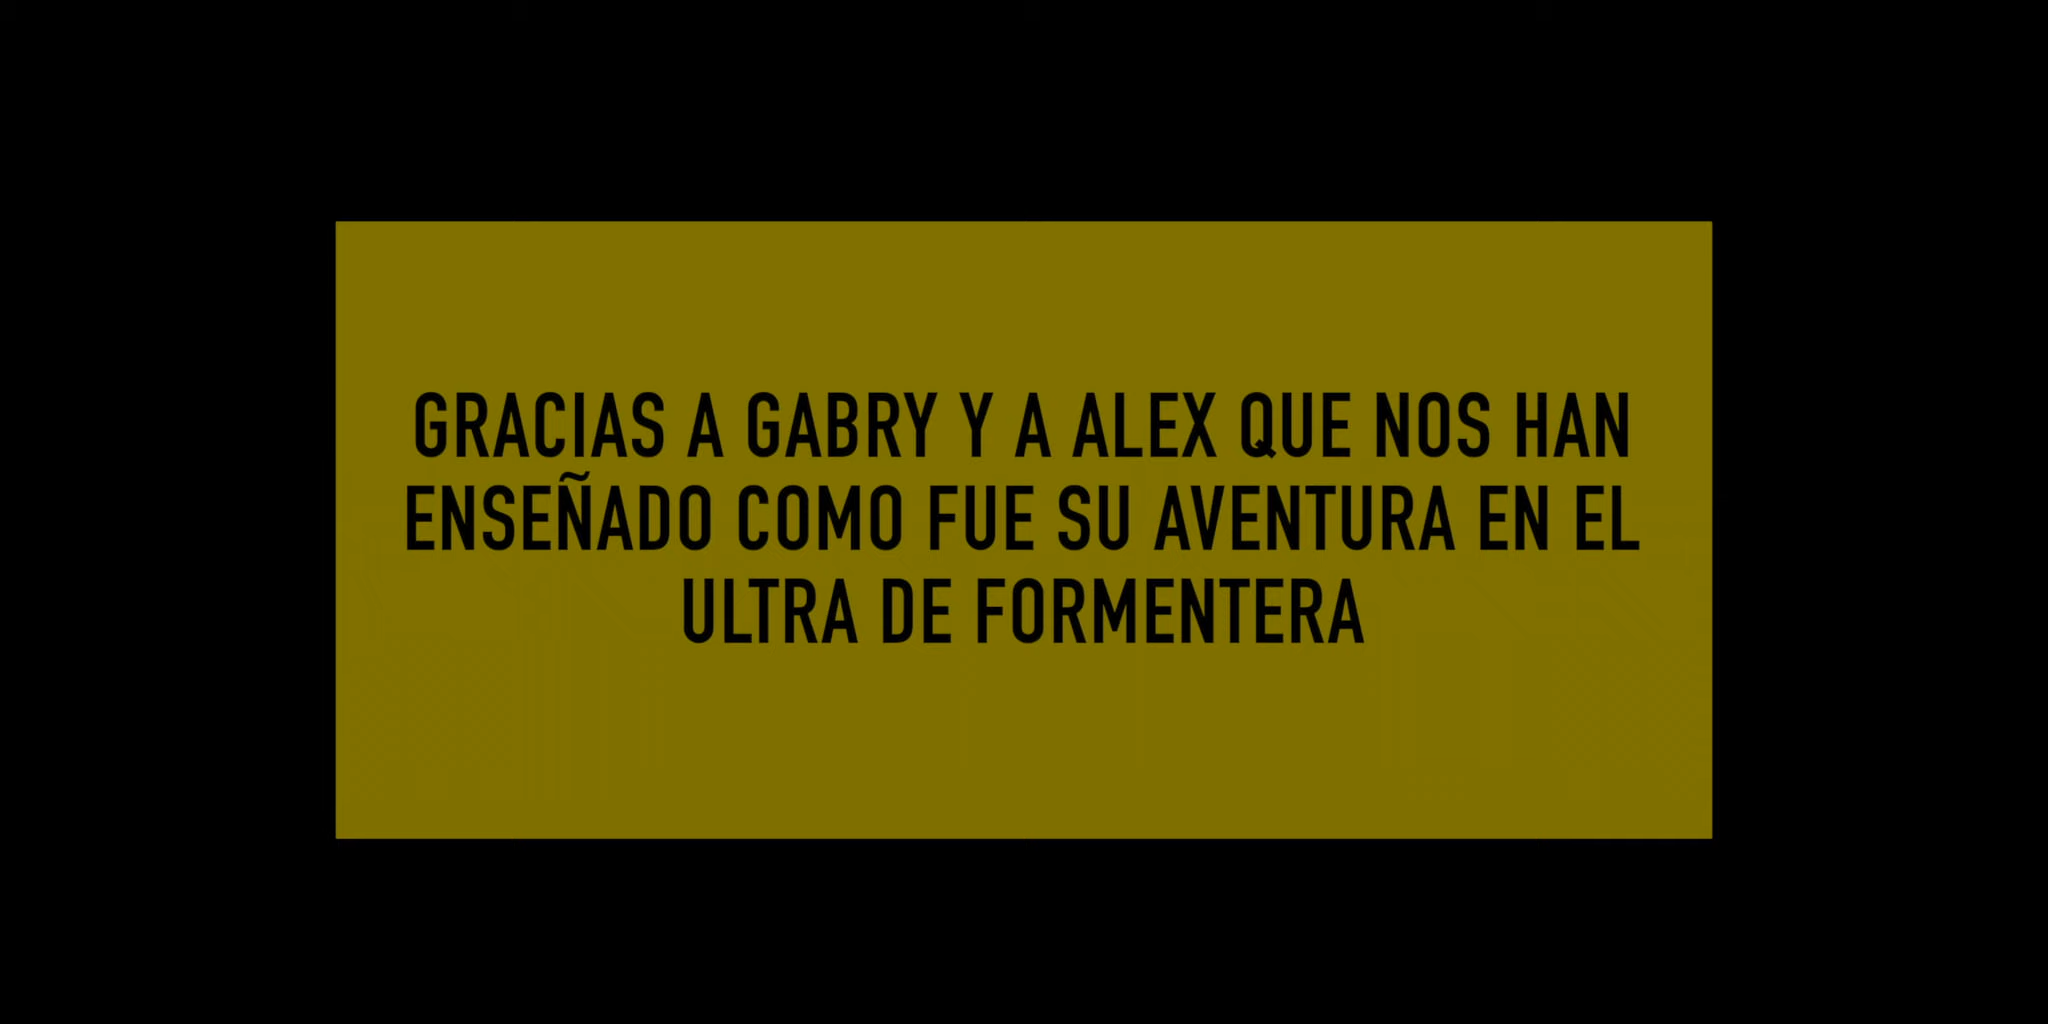 GRACIAS A GABRY Y A ALEX QUE NOS HAN
ENSEÑADO COMO FUE SU AVENTURA EN EL
ULTRA DE FORMENTERA